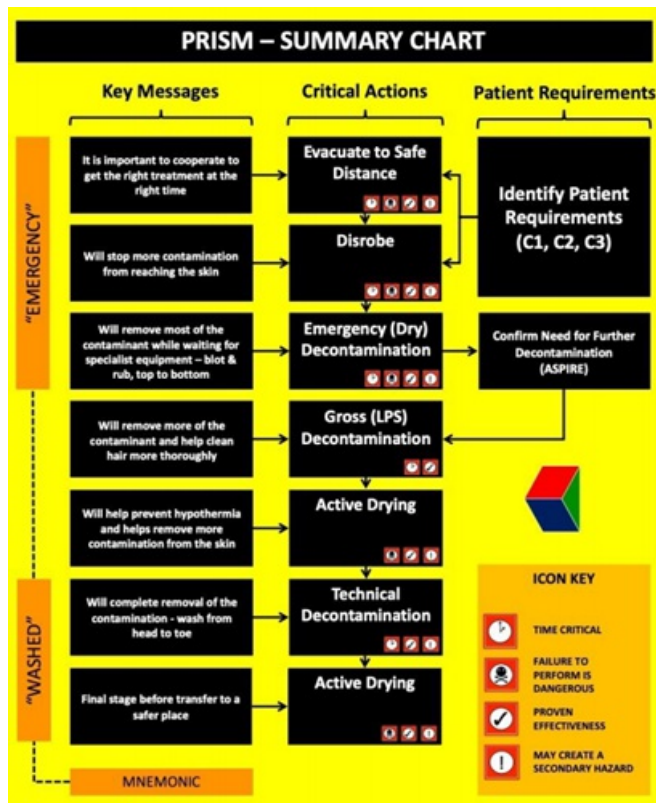 PRISM – SUMMARY CHART
Key Messages
Critical Actions
Patient Requirements
"EMERGENCY"
It is important to cooperate to
get the right treatment at the
right time
Evacuate to Safe
Distance
Identify Patient
Requirements
(C1, C2, C3)
Will stop more contamination
from reaching the skin
Disrobe
Will remove most of the
contaminant while waiting for
specialist equipment – blot &
rub, top to bottom
Emergency (Dry)
Decontamination
Confirm Need for Further
Decontamination
(ASPIRE)
Will remove more of the
contaminant and help clean
hair more thoroughly
Gross (LPS)
Decontamination
Will help prevent hypothermia
and helps remove more
contamination from the skin
Active Drying
"WASHED"
Will complete removal of the
contamination - wash from
head to toe
Technical
Decontamination
Final stage before transfer to a
safer place
Active Drying
MNEMONIC
ICON KEY
TIME CRITICAL
FAILURE TO
PERFORM IS
DANGEROUS
PROVEN
EFFECTIVENESS
! MAY CREATE A
SECONDARY HAZARD